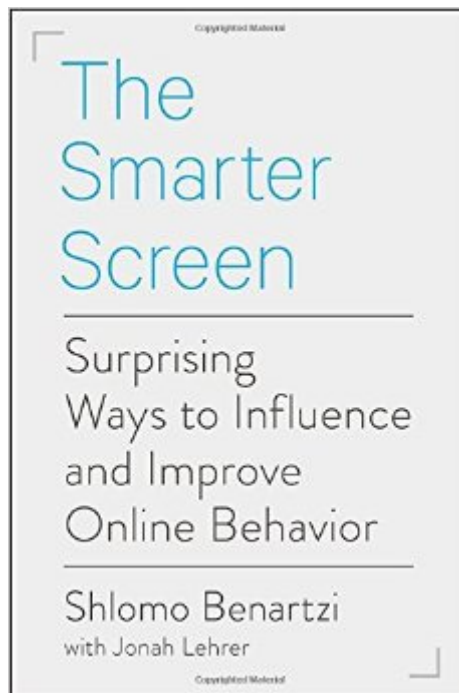 Copyrighted Material
The
Smarter
Screen
Surprising
Ways to Influence
and Improve
Online Behavior
Shlomo Benartzi
with Jonah Lehrer
Copyrighted Material